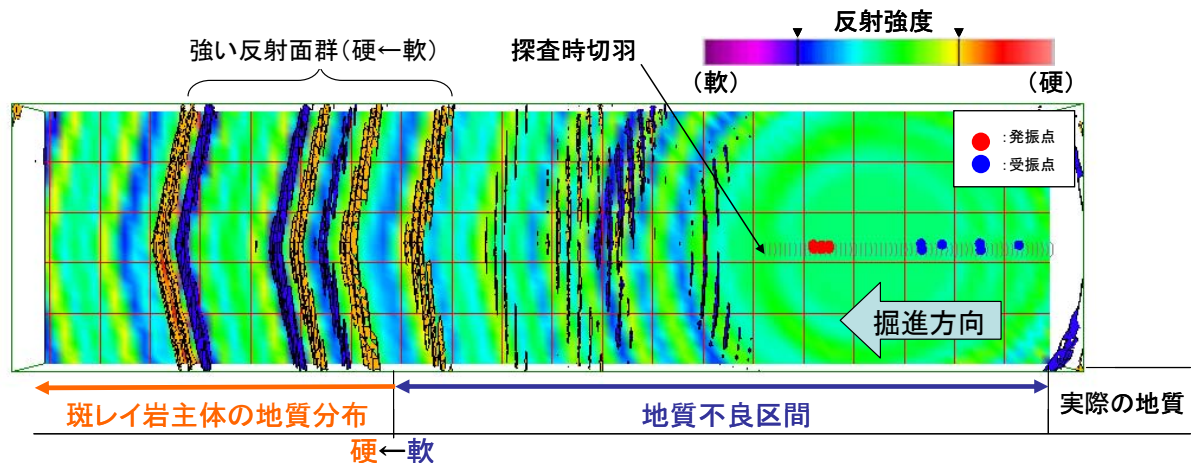 反射強度
強い反射面群(硬←軟)
探査時切羽
(軟)
(硬)
:発振点
:受振点
掘進方向
斑レイ岩主体の地質分布
地質不良区間
実際の地質
硬←軟